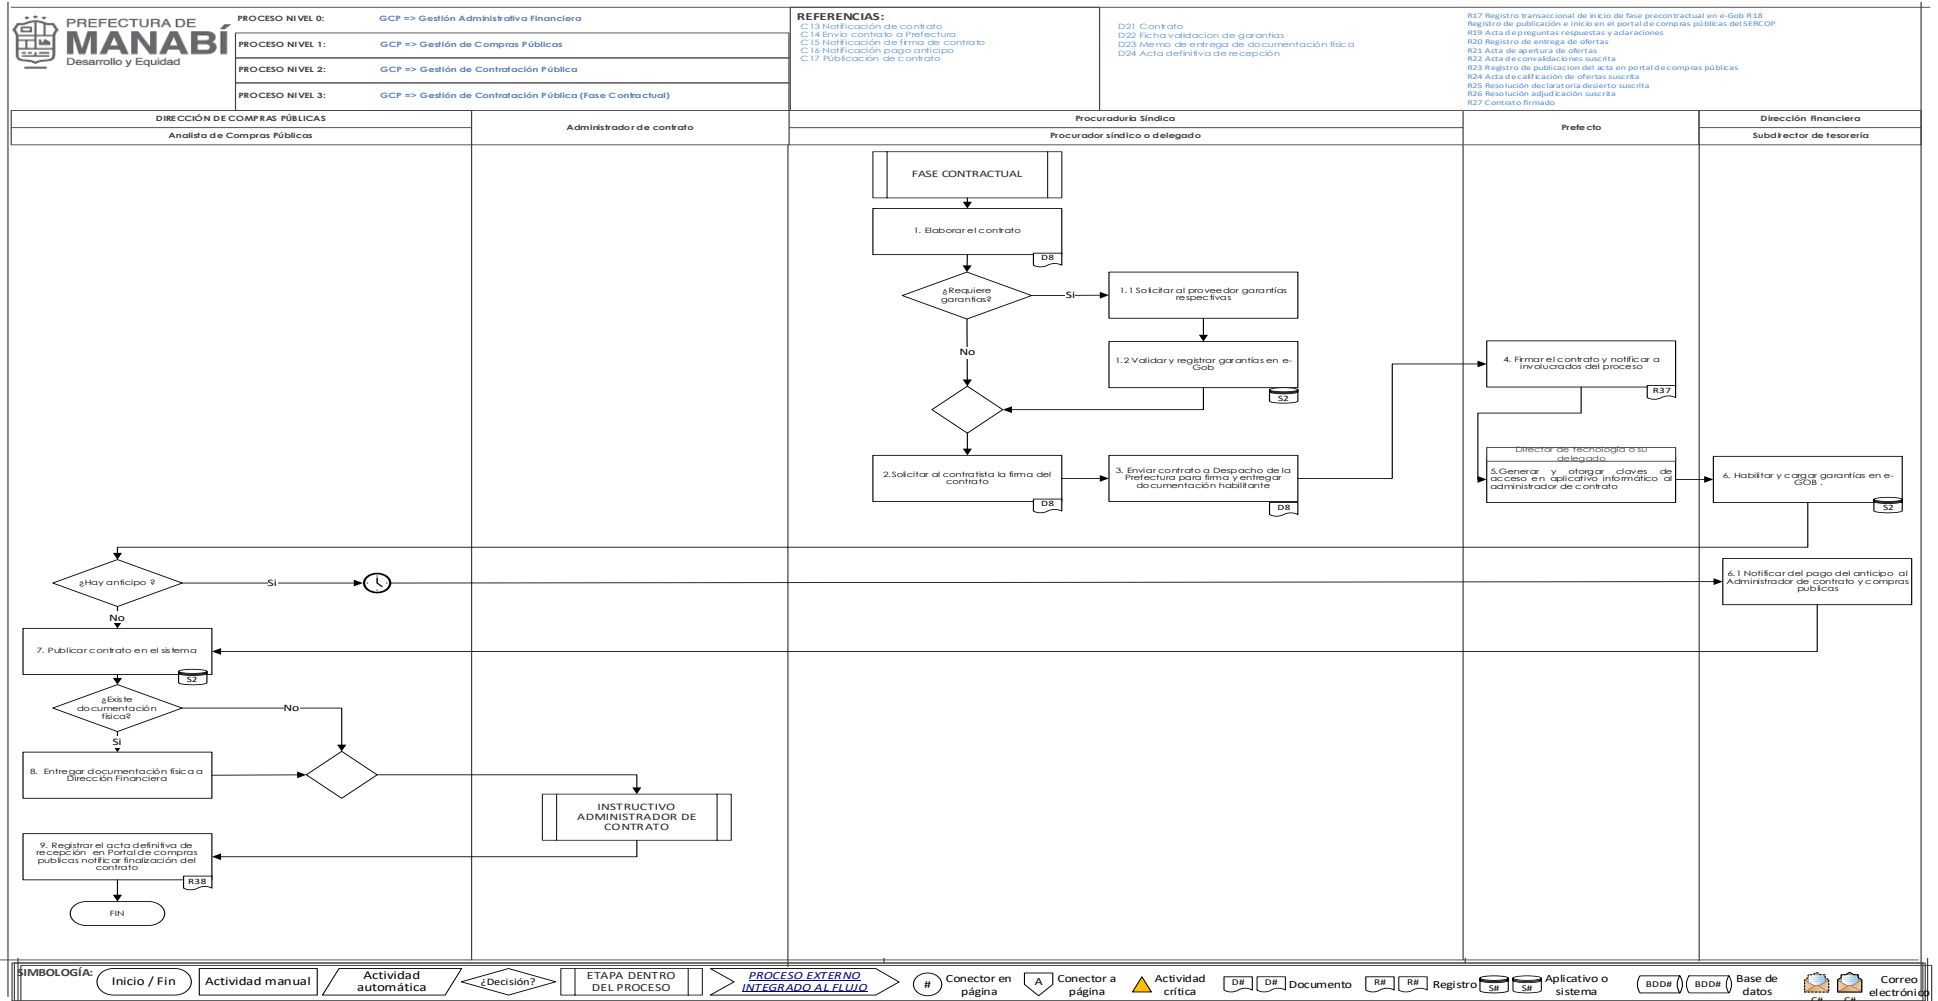 PREFECTURA DE
MANABÍ
Desarrollo y Equidad
PROCESO NIVEL 0: GCP => Gestión Administrativa Financiera
PROCESO NIVEL 1: GCP => Gestión de Compras Públicas
PROCESO NIVEL 2: GCP => Gestión de Contratación Pública
PROCESO NIVEL 3: GCP => Gestión de Contratación Pública (Fase Contractual)
REFERENCIAS:
C13 Notificación de contrato
C14 Envio contrato a Prefectura
C15 Notificación de firma de contrato
C16 Notificación pago anticipo
C17 Públicación de contrato
D21 Contrato
D22 Ficha validacion de garantías
D23 Memo de entrega de documentación física
D24 Acta definitiva de recepción
R17 Registro transaccional de inicio de fase precontractual en e-Gob R18
Registro de publicación e inicio en el portal de compras públicas del SERCOP
R19 Acta de preguntas respuestas y aclaraciones
R20 Registro de entrega de ofertas
R21 Acta de apertura de ofertas
R22 Acta de convalidaciones suscrita
R23 Registro de publicacion del acta en portal de compras públicas
R24 Acta de calificación de ofertas suscrita
R25 Resolución declaratoria desierto suscrita
R26 Resolución adjudicación suscrita
R27 Contrato firmado
DIRECCIÓN DE COMPRAS PÚBLICAS
Analista de Compras Públicas
Administrador de contrato
Procuraduría Síndica
Procurador síndico o delegado
Prefecto
Dirección Financiera
Subdirector de tesorería
FASE CONTRACTUAL
1. Elaborar el contrato
D8
¿Requiere
garantías?
Si
1.1 Solicitar al proveedor garantías
respectivas
No
1.2 Validar y registrar garantías en e-
Gob
S2
4. Firmar el contrato y notificar a
involucrados del proceso
R37
2.Solicitar al contratista la firma del
contrato
D8
3. Enviar contrato a Despacho de la
Prefectura para firma y entregar
documentación habilitante
D8
Director de tecnología o su
delegado
5.Generar y otorgar claves de
acceso en aplicativo informático al
administrador de contrato
6. Habilitar y cargar garantías en e-
GOB .
S2
¿Hay anticipo ?
Si
6.1 Notificar del pago del anticipo al
Administrador de contrato y compras
publicas
No
7. Publicar contrato en el sistema
S2
¿Existe
documentación
física?
No
Si
8. Entregar documentación física a
Dirección Financiera
INSTRUCTIVO
ADMINISTRADOR DE
CONTRATO
9. Registrar el acta definitiva de
recepción en Portal de compras
publicas notificar finalización del
contrato
R38
FIN
SIMBOLOGÍA:
Inicio / Fin
Actividad manual
Actividad
automática
¿Decisión?
ETAPA DENTRO
DEL PROCESO
PROCESO EXTERNO
INTEGRADO AL FLUJO
#
Conector en
página
A
Conector a
página
Actividad
crítica
D# D# Documento
R# R# Registro
S# S#
Aplicativo o
sistema
BDD# BDD#
Base de
datos
C# C#
Correo
electrónico